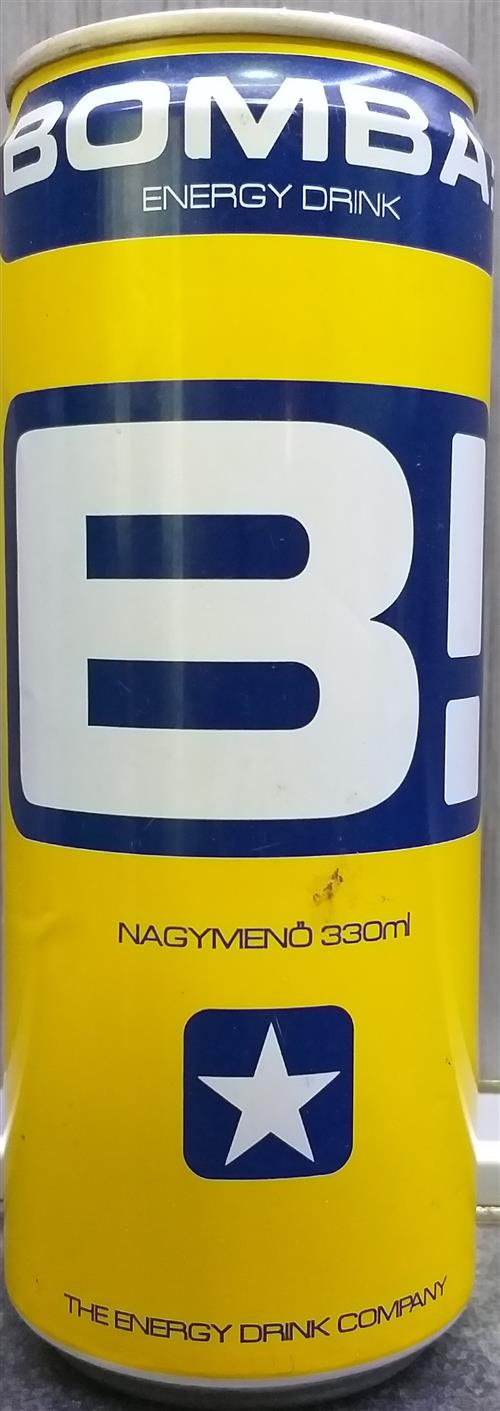 BOMBA
ENERGY DRINK
B!
NAGYMENŐ 330ml
THE ENERGY DRINK COMPANY